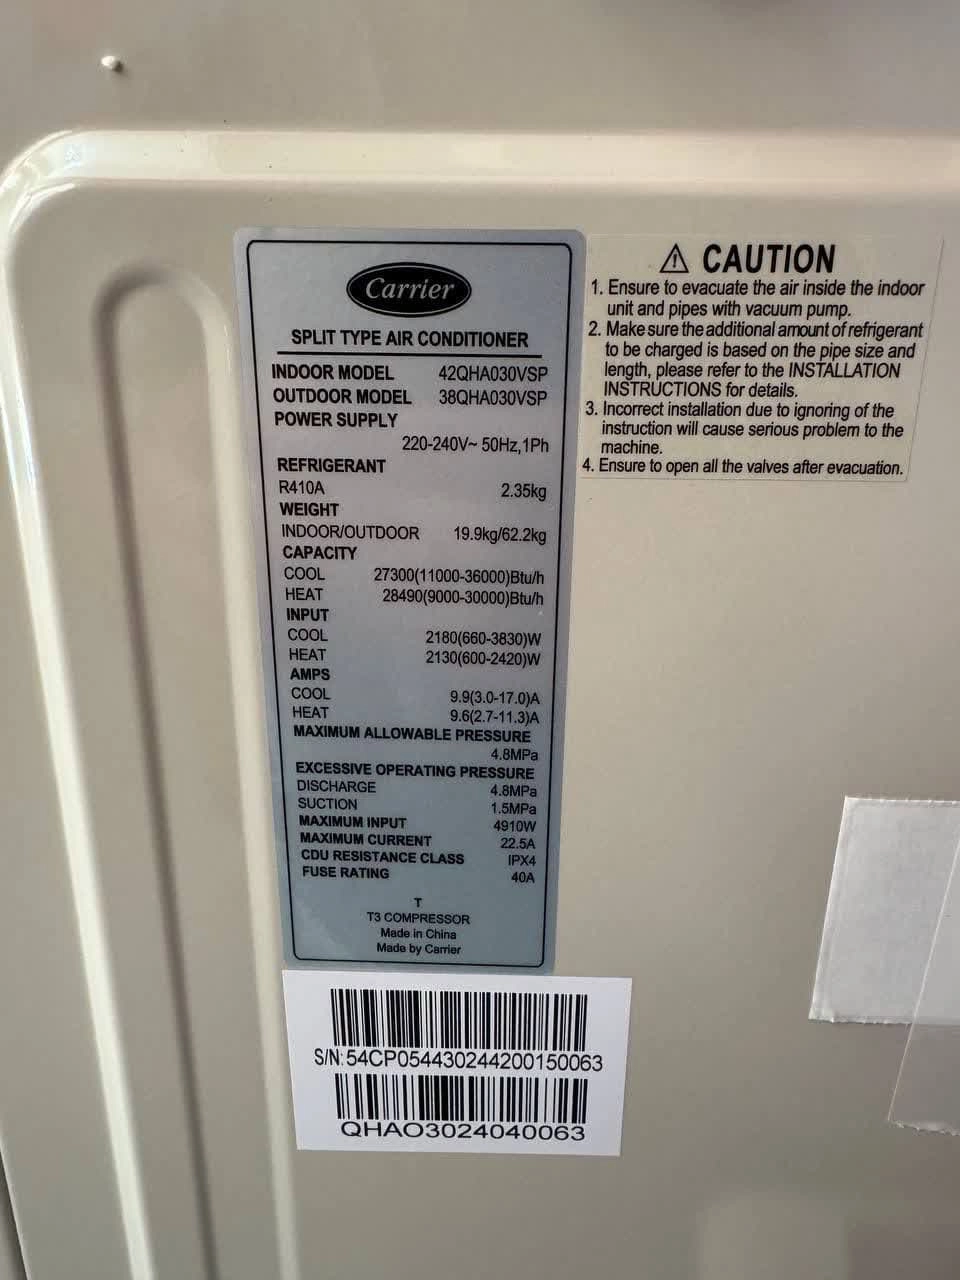 Carrier
SPLIT TYPE AIR CONDITIONER
INDOOR MODEL 42QHA030VSP
OUTDOOR MODEL 38QHA030VSP
POWER SUPPLY
220-240V~ 50Hz,1Ph
REFRIGERANT
R410A 2.35kg
WEIGHT
INDOOR/OUTDOOR 19.9kg/62.2kg
CAPACITY
COOL 27300(11000-36000)Btu/h
HEAT 28490(9000-30000)Btu/h
INPUT
COOL 2180(660-3830)W
HEAT 2130(600-2420)W
AMPS
COOL 9.9(3.0-17.0)A
HEAT 9.6(2.7-11.3)A
MAXIMUM ALLOWABLE PRESSURE
4.8MPa
EXCESSIVE OPERATING PRESSURE
DISCHARGE 4.8MPa
SUCTION 1.5MPa
MAXIMUM INPUT 4910W
MAXIMUM CURRENT 22.5A
CDU RESISTANCE CLASS IPX4
FUSE RATING 40A
T
T3 COMPRESSOR
Made in China
Made by Carrier
S/N:54CP054430244200150063
QHAO3024040063
CAUTION
1. Ensure to evacuate the air inside the indoor
unit and pipes with vacuum pump.
2. Make sure the additional amount of refrigerant
to be charged is based on the pipe size and
length, please refer to the INSTALLATION
INSTRUCTIONS for details.
3. Incorrect installation due to ignoring of the
instruction will cause serious problem to the
machine.
4. Ensure to open all the valves after evacuation.